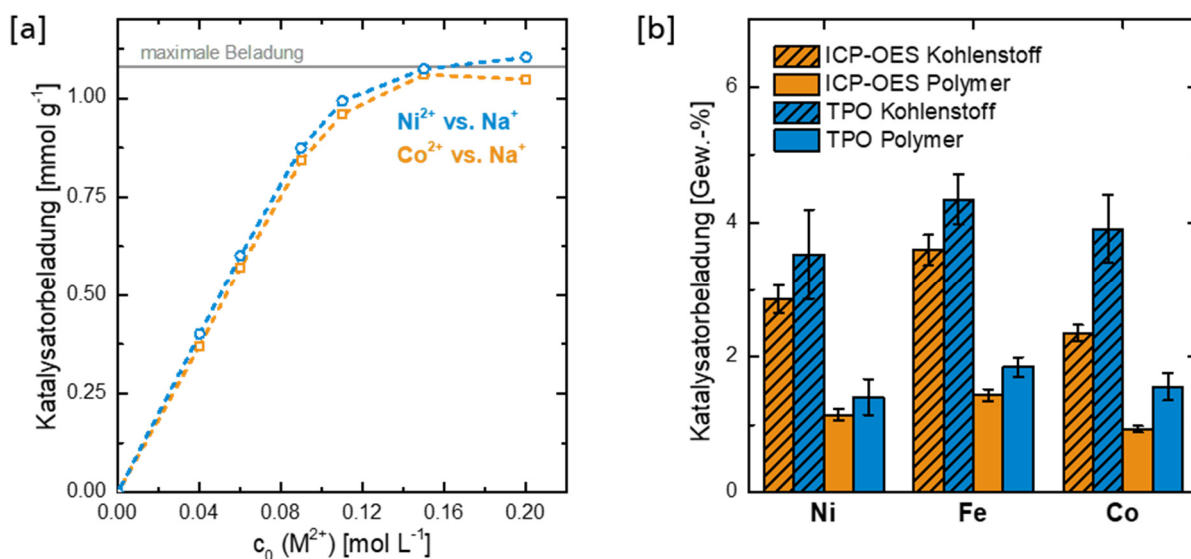 [a]
maximale Beladung
Ni²⁺ vs. Na⁺
Co²⁺ vs. Na⁺
Katalysatorbeladung [mmol g⁻¹]
1.00
0.75
0.50
0.25
0.00
0.00 0.04 0.08 0.12 0.16 0.20
c₀ (M²⁺) [mol L⁻¹]
[b]
ICP-OES Kohlenstoff
ICP-OES Polymer
TPO Kohlenstoff
TPO Polymer
Katalysatorbeladung [Gew.-%]
6
4
2
0
Ni Fe Co